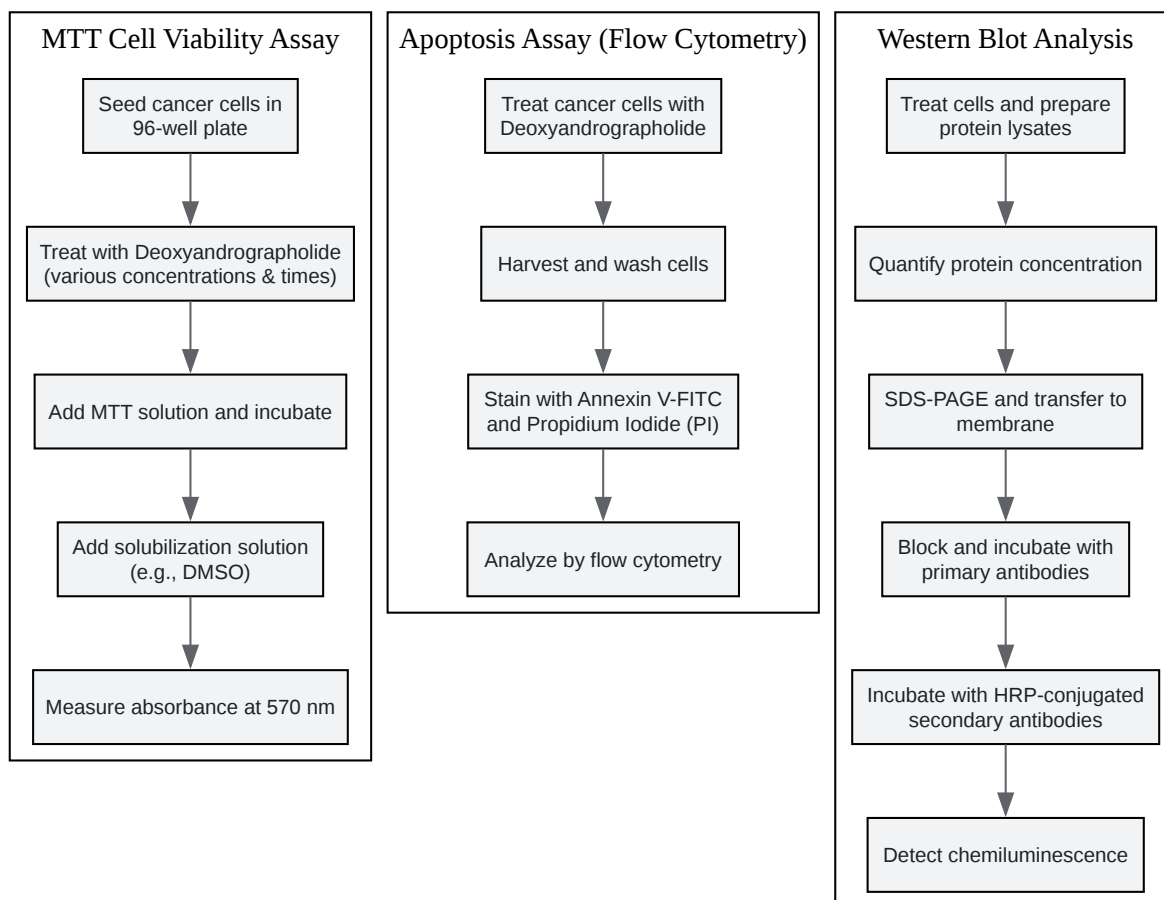 MTT Cell Viability Assay
Seed cancer cells in
96-well plate
Treat with Deoxyandrographolide
(various concentrations & times)
Add MTT solution and incubate
Add solubilization solution
(e.g., DMSO)
Measure absorbance at 570 nm
Apoptosis Assay (Flow Cytometry)
Treat cancer cells with
Deoxyandrographolide
Harvest and wash cells
Stain with Annexin V-FITC
and Propidium Iodide (PI)
Analyze by flow cytometry
Western Blot Analysis
Treat cells and prepare
protein lysates
Quantify protein concentration
SDS-PAGE and transfer to
membrane
Block and incubate with
primary antibodies
Incubate with HRP-conjugated
secondary antibodies
Detect chemiluminescence